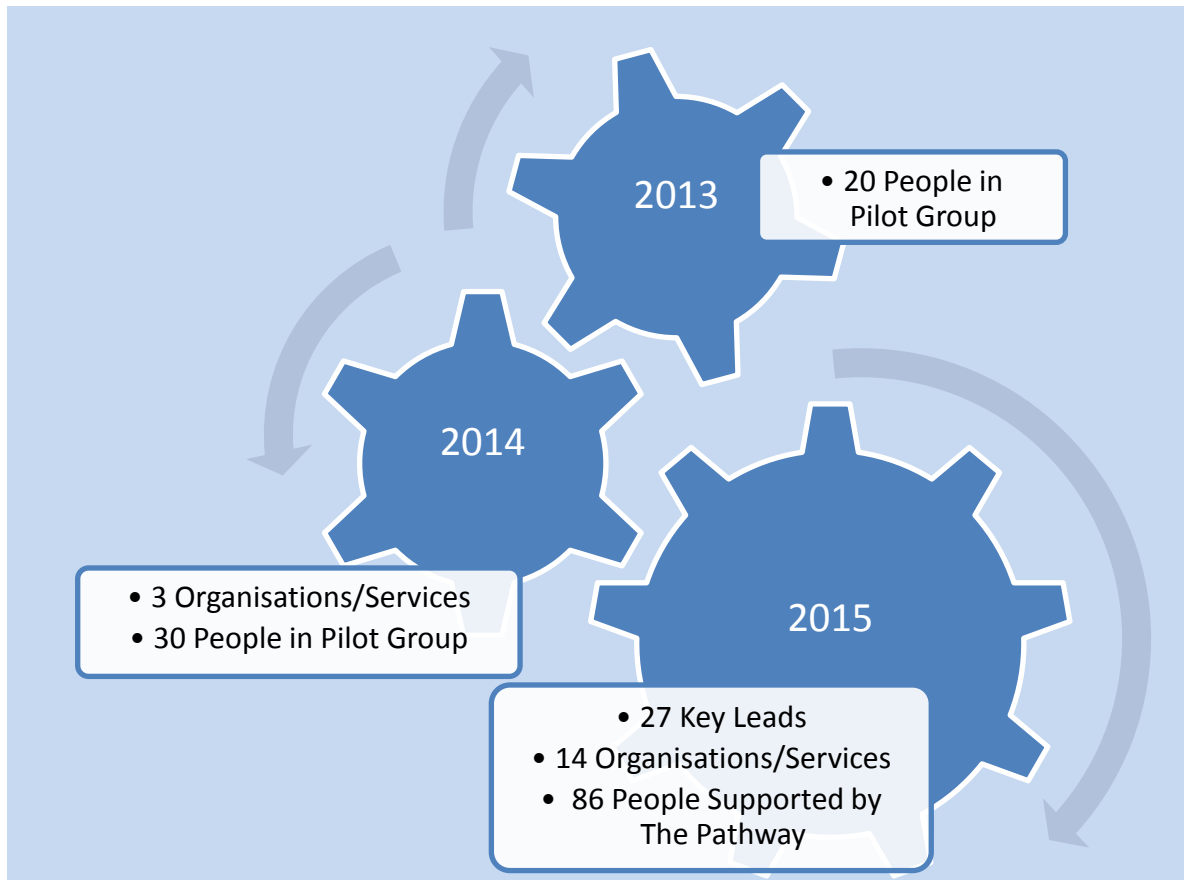 2013
• 20 People in
Pilot Group
2014
• 3 Organisations/Services
• 30 People in Pilot Group
2015
• 27 Key Leads
• 14 Organisations/Services
• 86 People Supported by
The Pathway